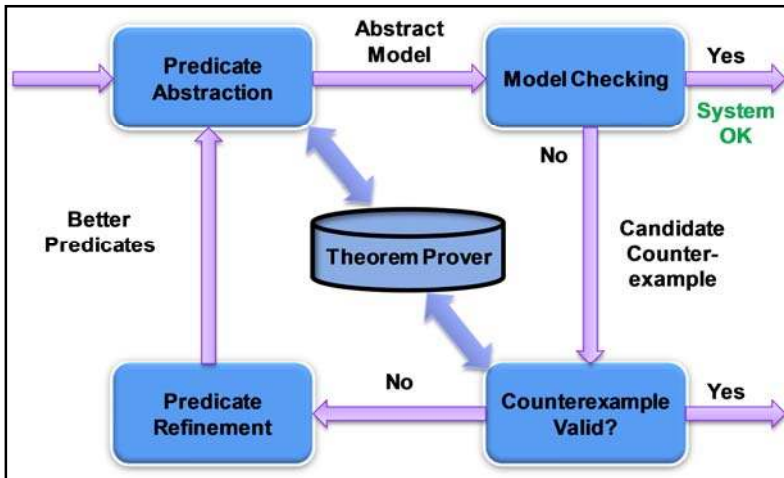 Predicate
Abstraction
Abstract
Model
Model Checking
Yes
System
OK
No
Better
Predicates
Theorem Prover
Candidate
Counter-
example
Predicate
Refinement
No
Counterexample
Valid?
Yes